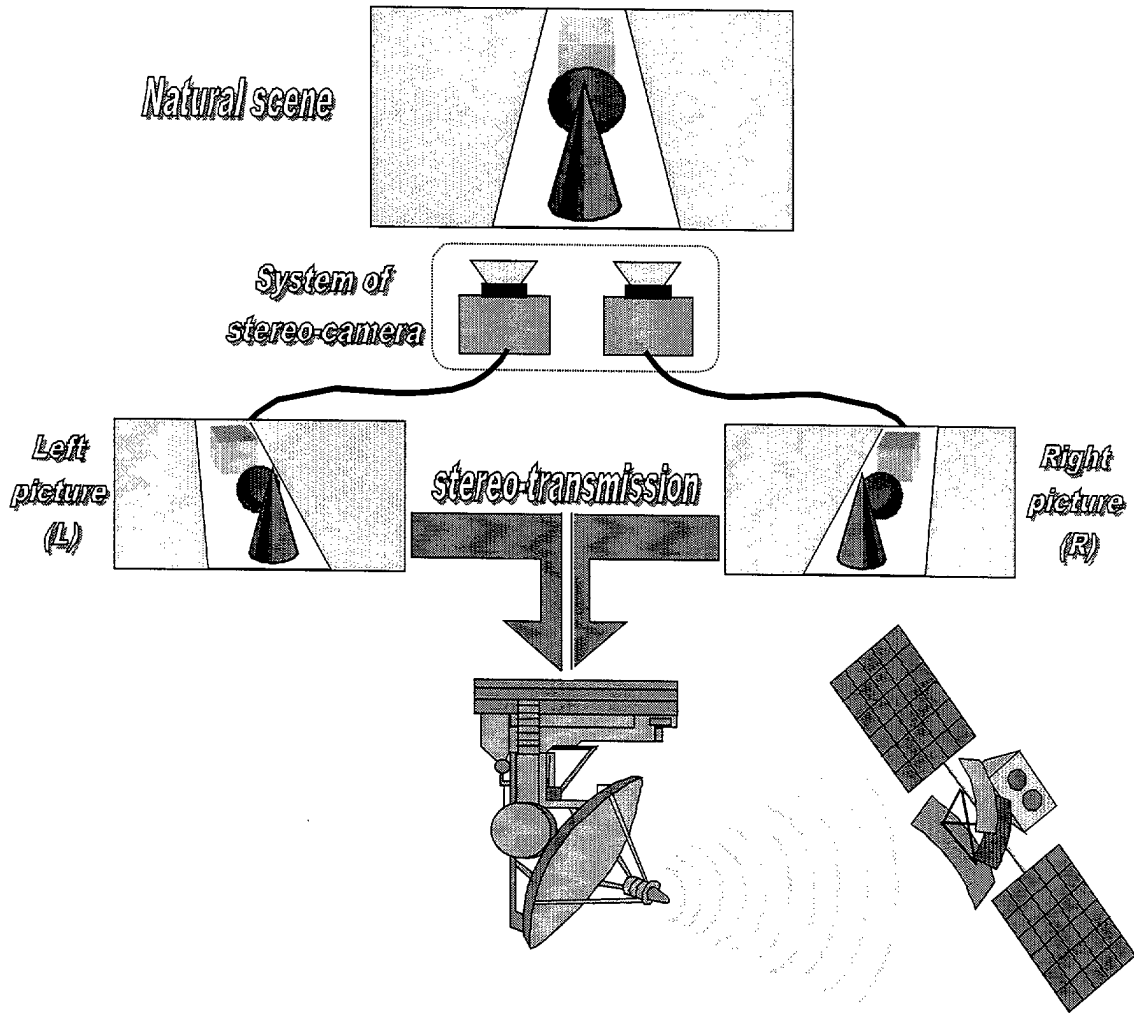 Natural scene
System of
stereo-camera
Left
picture
(L)
stereo-transmission
Right
picture
(R)